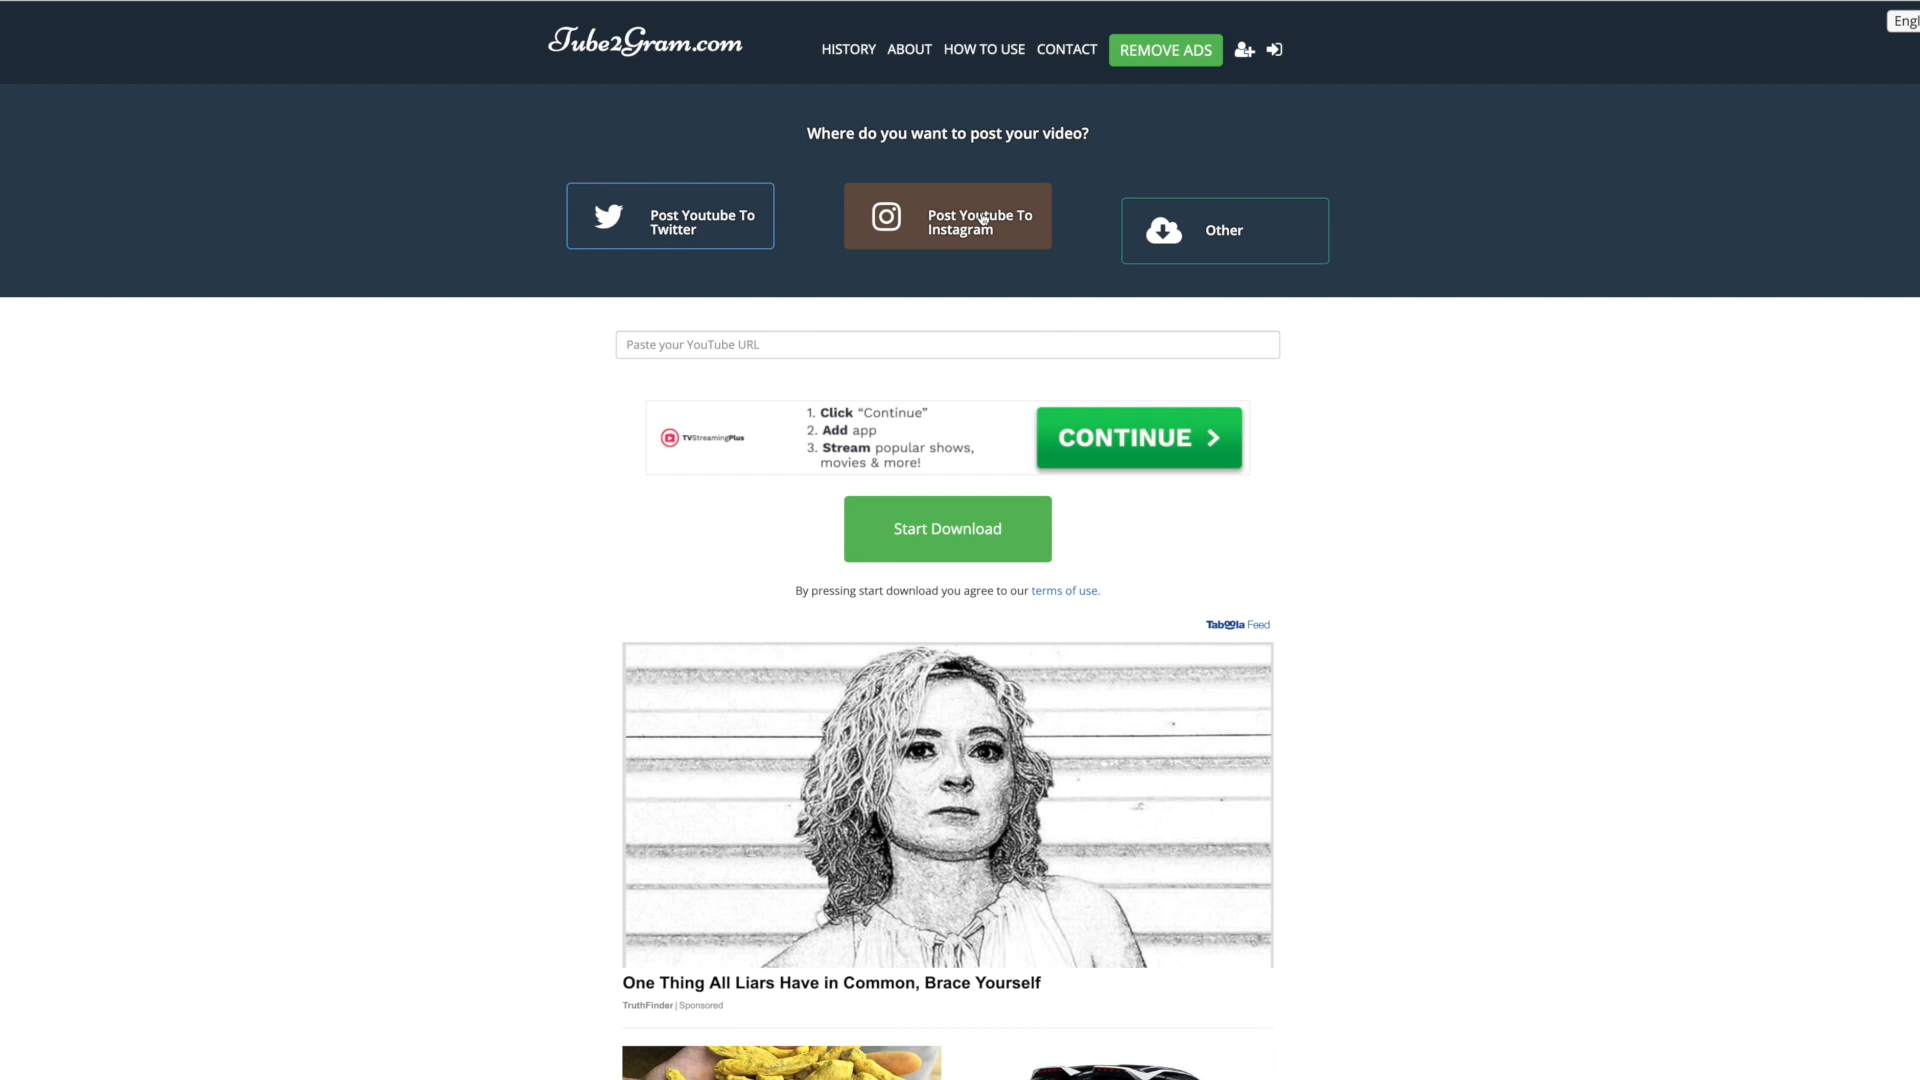 Tube2Gram.com
HISTORY ABOUT HOW TO USE CONTACT REMOVE ADS
Engl
Where do you want to post your video?
Post Youtube To
Twitter
Post Youtube To
Instagram
Other
Paste your YouTube URL
TVStreamingPlus
1. Click “Continue”
2. Add app
3. Stream popular shows,
movies & more!
CONTINUE
Start Download
By pressing start download you agree to our terms of use.
Taboola Feed
One Thing All Liars Have in Common, Brace Yourself
TruthFinder | Sponsored